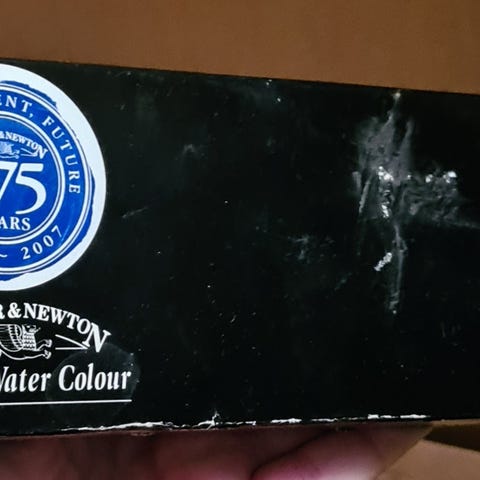 ENT, FUTURE
& NEWTON
75
ARS
~ 2007
R & NEWTON
Water Colour